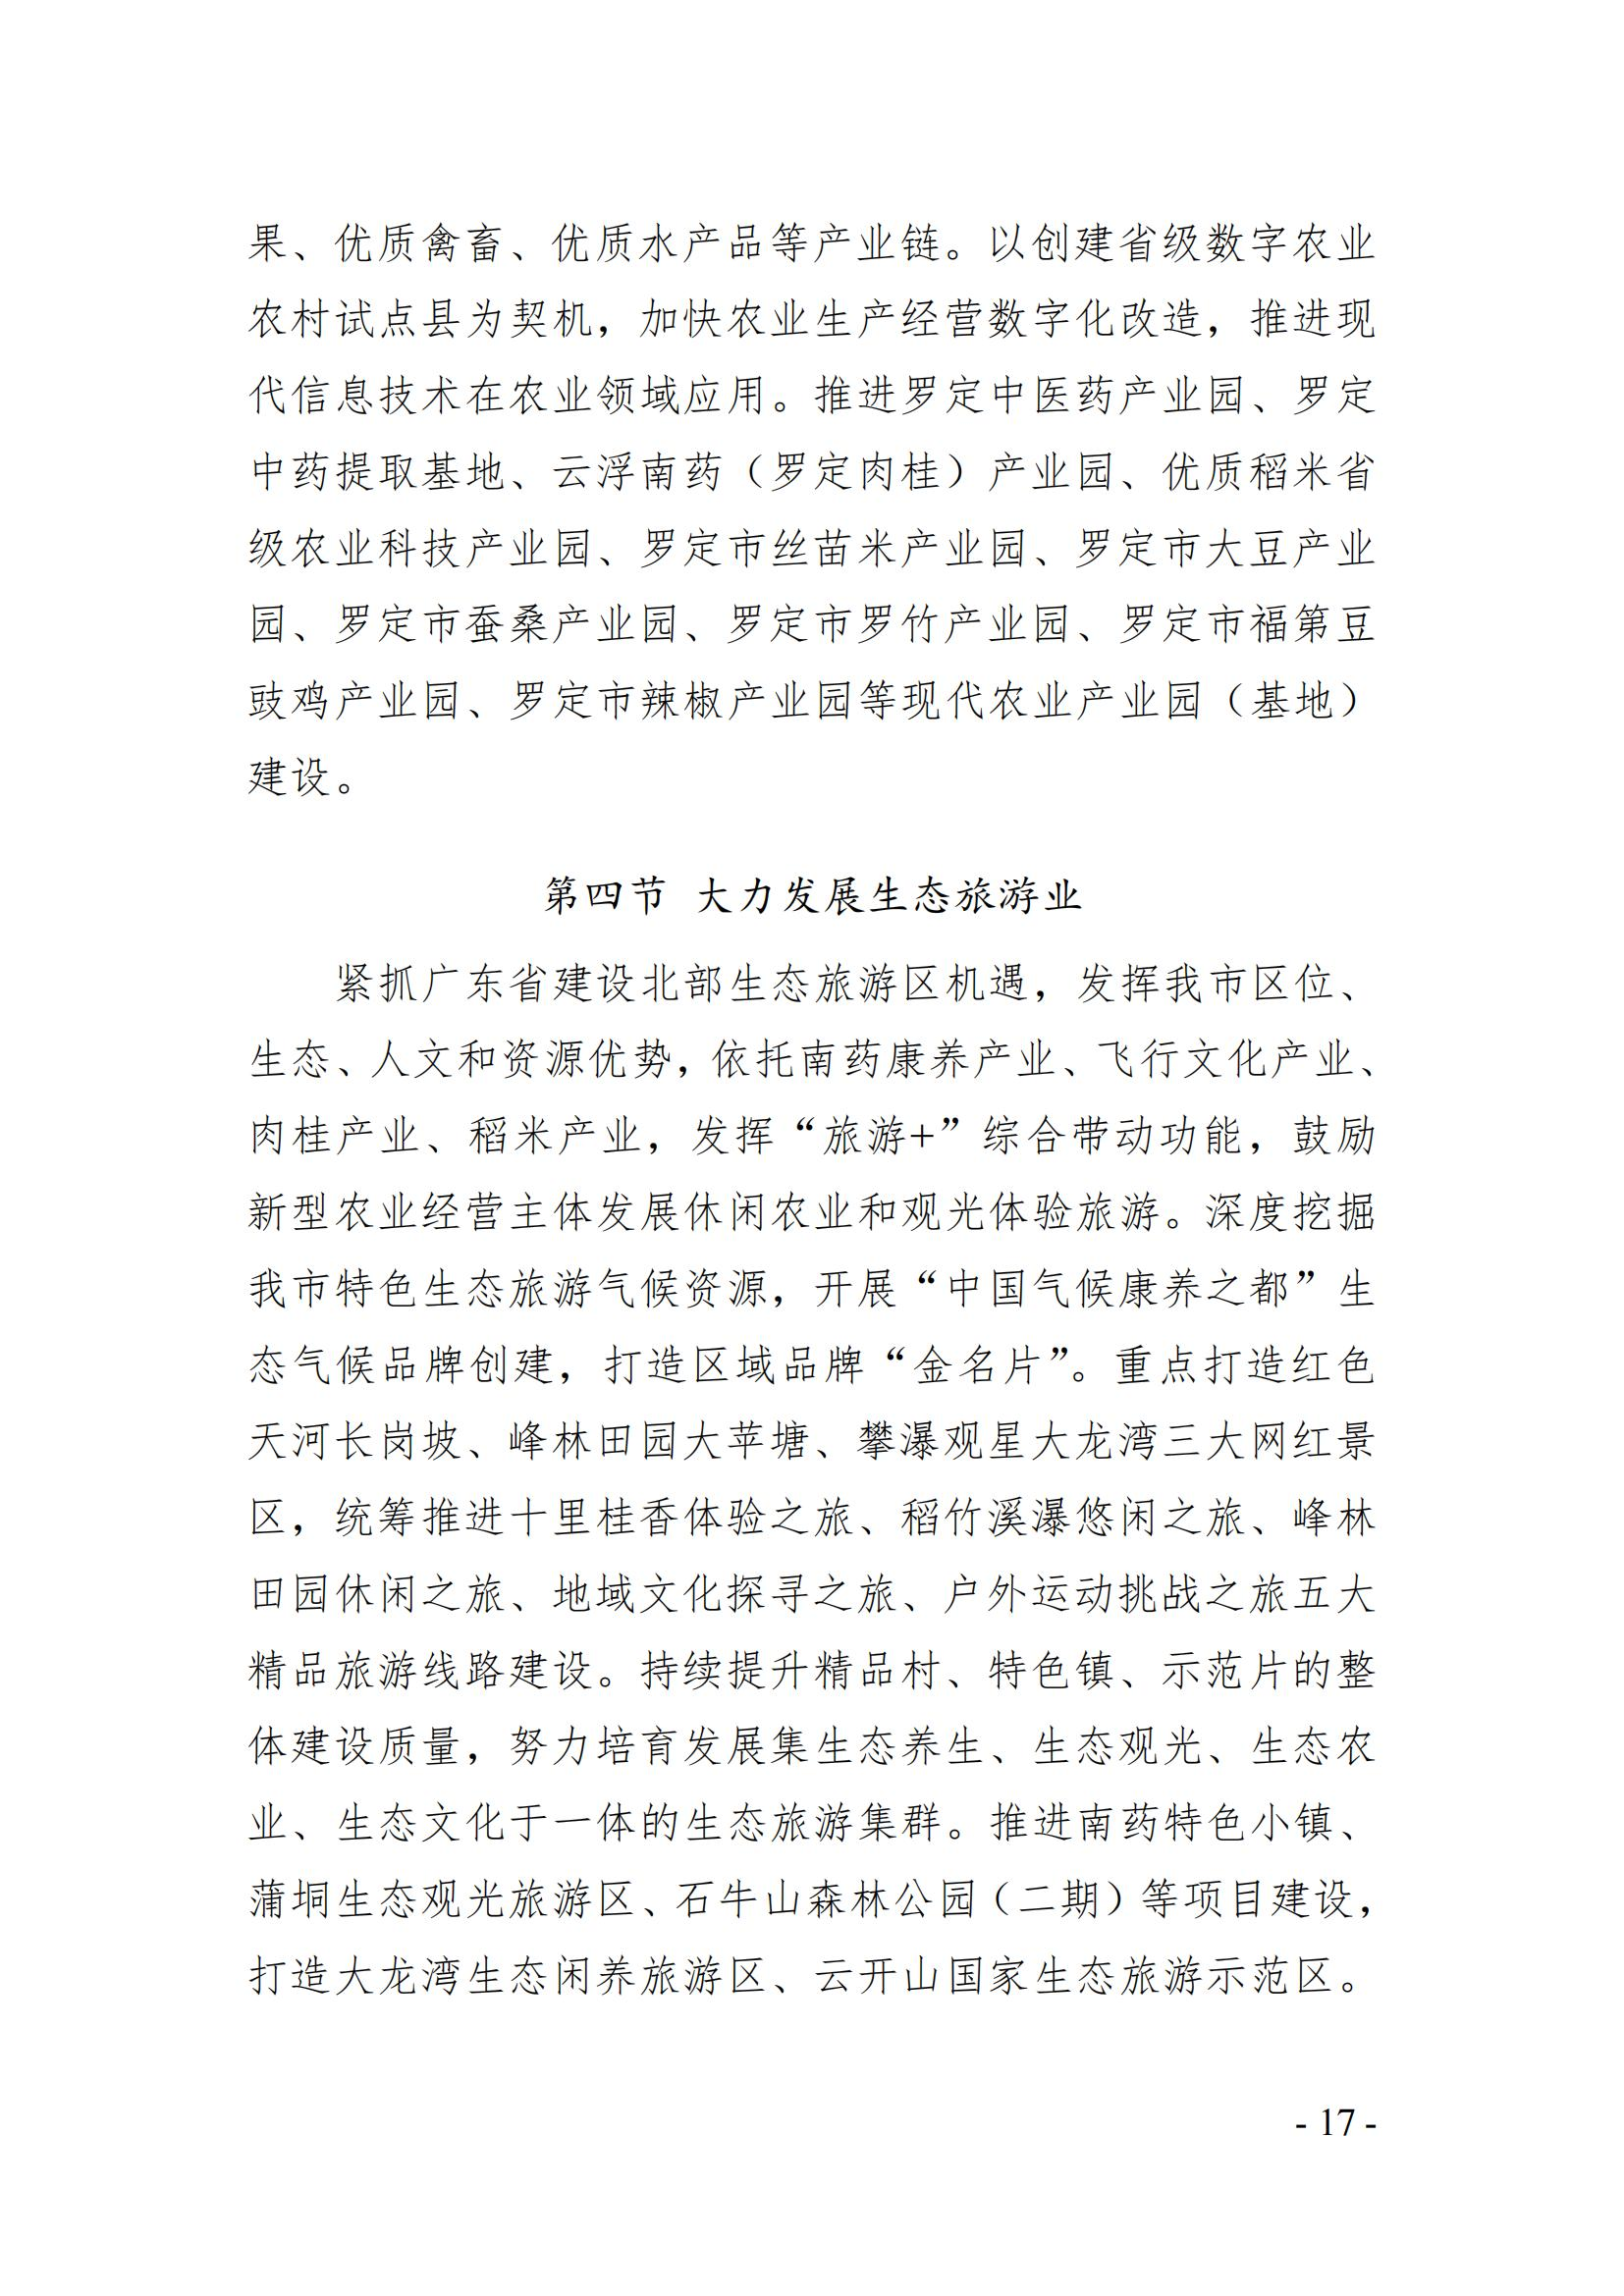 果、优质禽畜、优质水产品等产业链。以创建省级数字农业
农村试点县为契机，加快农业生产经营数字化改造，推进现
代信息技术在农业领域应用。推进罗定中医药产业园、罗定
中药提取基地、云浮南药（罗定肉桂）产业园、优质稻米省
级农业科技产业园、罗定市丝苗米产业园、罗定市大豆产业
园、罗定市蚕桑产业园、罗定市罗竹产业园、罗定市福第豆
豉鸡产业园、罗定市辣椒产业园等现代农业产业园（基地）
建设。
第四节 大力发展生态旅游业
紧抓广东省建设北部生态旅游区机遇，发挥我市区位、
生态、人文和资源优势，依托南药康养产业、飞行文化产业、
肉桂产业、稻米产业，发挥“旅游+”综合带动功能，鼓励
新型农业经营主体发展休闲农业和观光体验旅游。深度挖掘
我市特色生态旅游气候资源，开展“中国气候康养之都”生
态气候品牌创建，打造区域品牌“金名片”。重点打造红色
天河长岗坡、峰林田园大苹塘、攀瀑观星大龙湾三大网红景
区，统筹推进十里桂香体验之旅、稻竹溪瀑悠闲之旅、峰林
田园休闲之旅、地域文化探寻之旅、户外运动挑战之旅五大
精品旅游线路建设。持续提升精品村、特色镇、示范片的整
体建设质量，努力培育发展集生态养生、生态观光、生态农
业、生态文化于一体的生态旅游集群。推进南药特色小镇、
蒲垌生态观光旅游区、石牛山森林公园（二期）等项目建设，
打造大龙湾生态闲养旅游区、云开山国家生态旅游示范区。
- 17 -